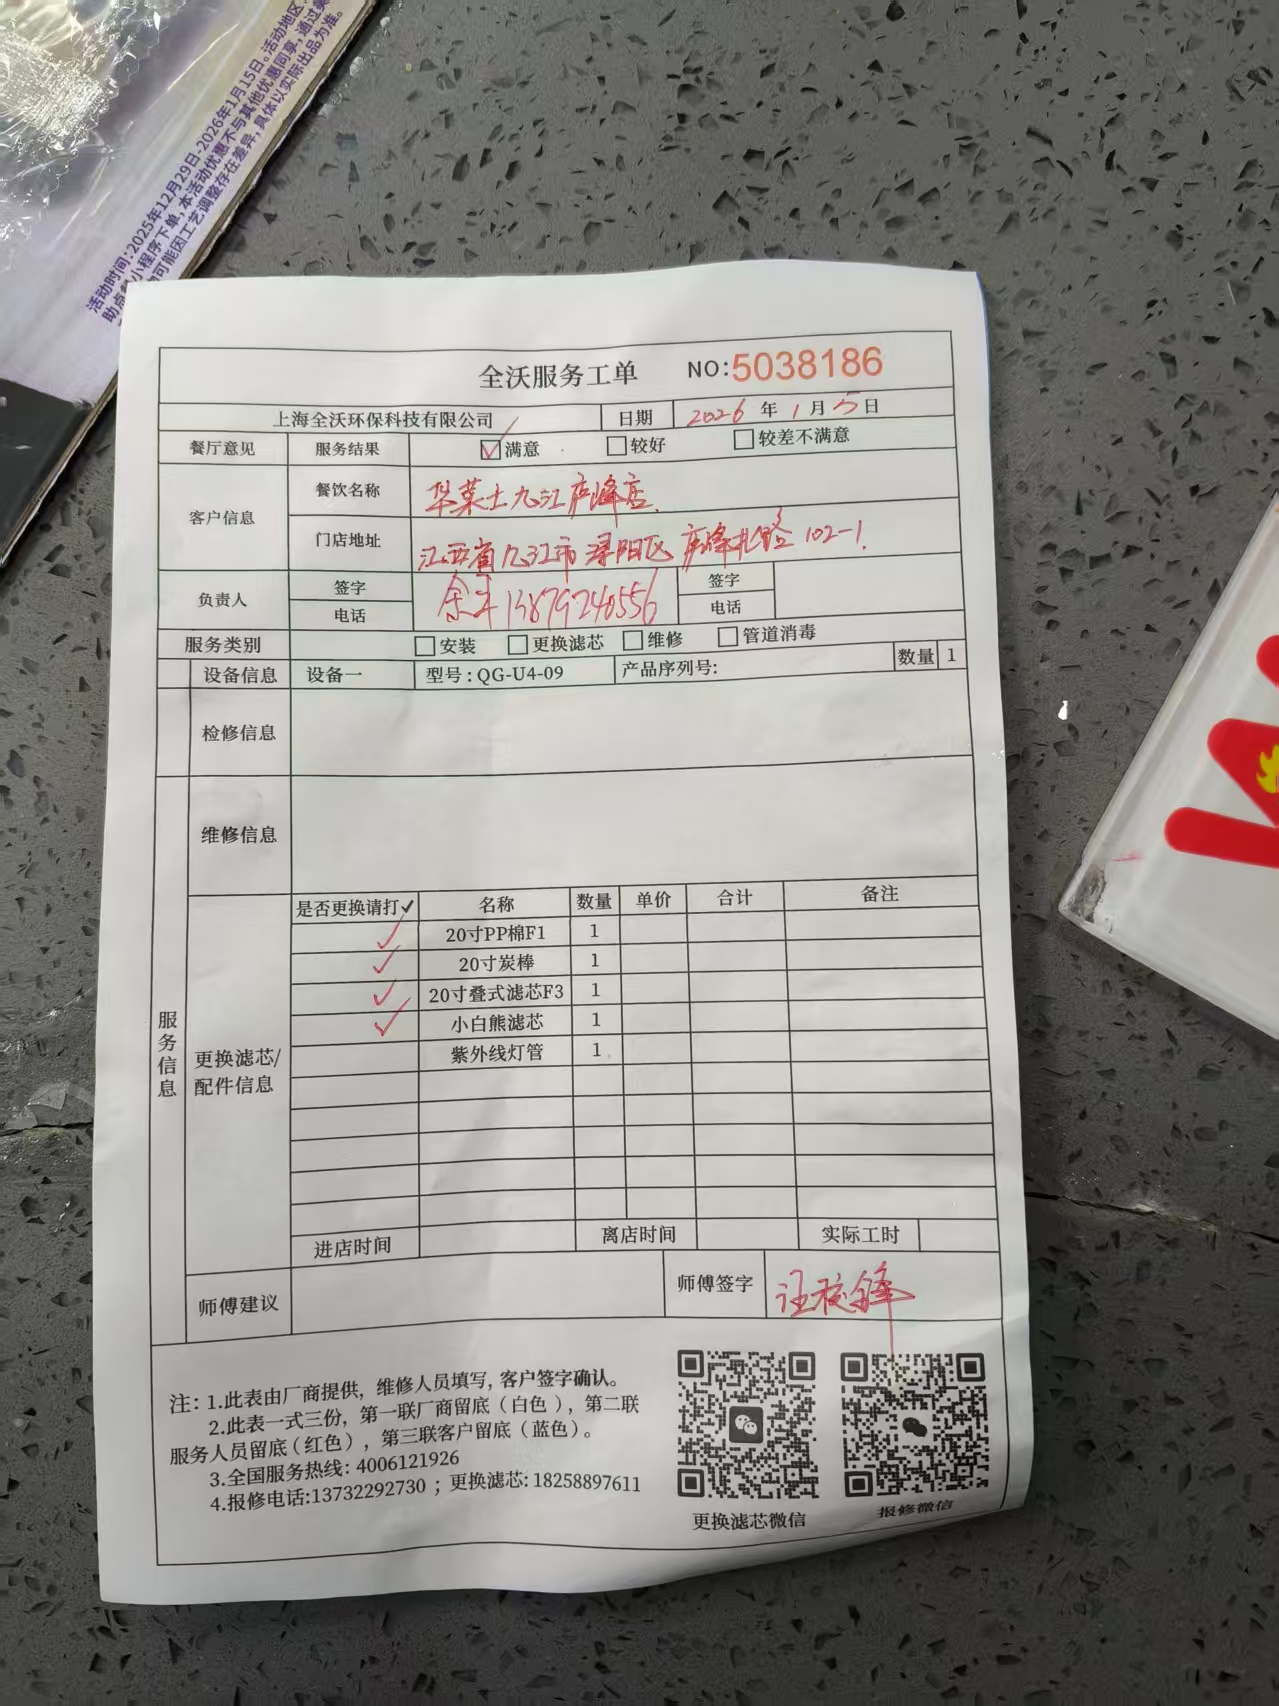 活动时间:2025年12月29日-2026年1月15日。活动地区
小程序下单,本活动优惠不与其他优惠同享,通过美
可能因工艺调整存在差异,具体以实际出品为准。
全沃服务工单 NO:5038186
上海全沃环保科技有限公司 日期 2026年1月5日
餐厅意见 服务结果 ☑满意 □较好 □较差不满意
客户信息 餐饮名称 华莱士九江庐峰店
门店地址 江西省九江市浔阳区庐峰北路102-1
负责人 签字 签字
电话 13879240556 电话
服务类别 □安装 □更换滤芯 □维修 □管道消毒
设备信息 设备一 型号:QG-U4-09 产品序列号: 数量 1
检修信息
维修信息
服务信息
更换滤芯/
配件信息
是否更换请打✓ 名称 数量 单价 合计 备注
✓ 20寸PP棉F1 1
✓ 20寸炭棒 1
✓ 20寸叠式滤芯F3 1
✓ 小白熊滤芯 1
紫外线灯管 1
进店时间 离店时间 实际工时
师傅建议 师傅签字
注:1.此表由厂商提供,维修人员填写,客户签字确认。
2.此表一式三份,第一联厂商留底(白色),第二联
服务人员留底(红色),第三联客户留底(蓝色)。
3.全国服务热线:4006121926
4.报修电话:13732292730;更换滤芯:18258897611
更换滤芯微信 报修微信